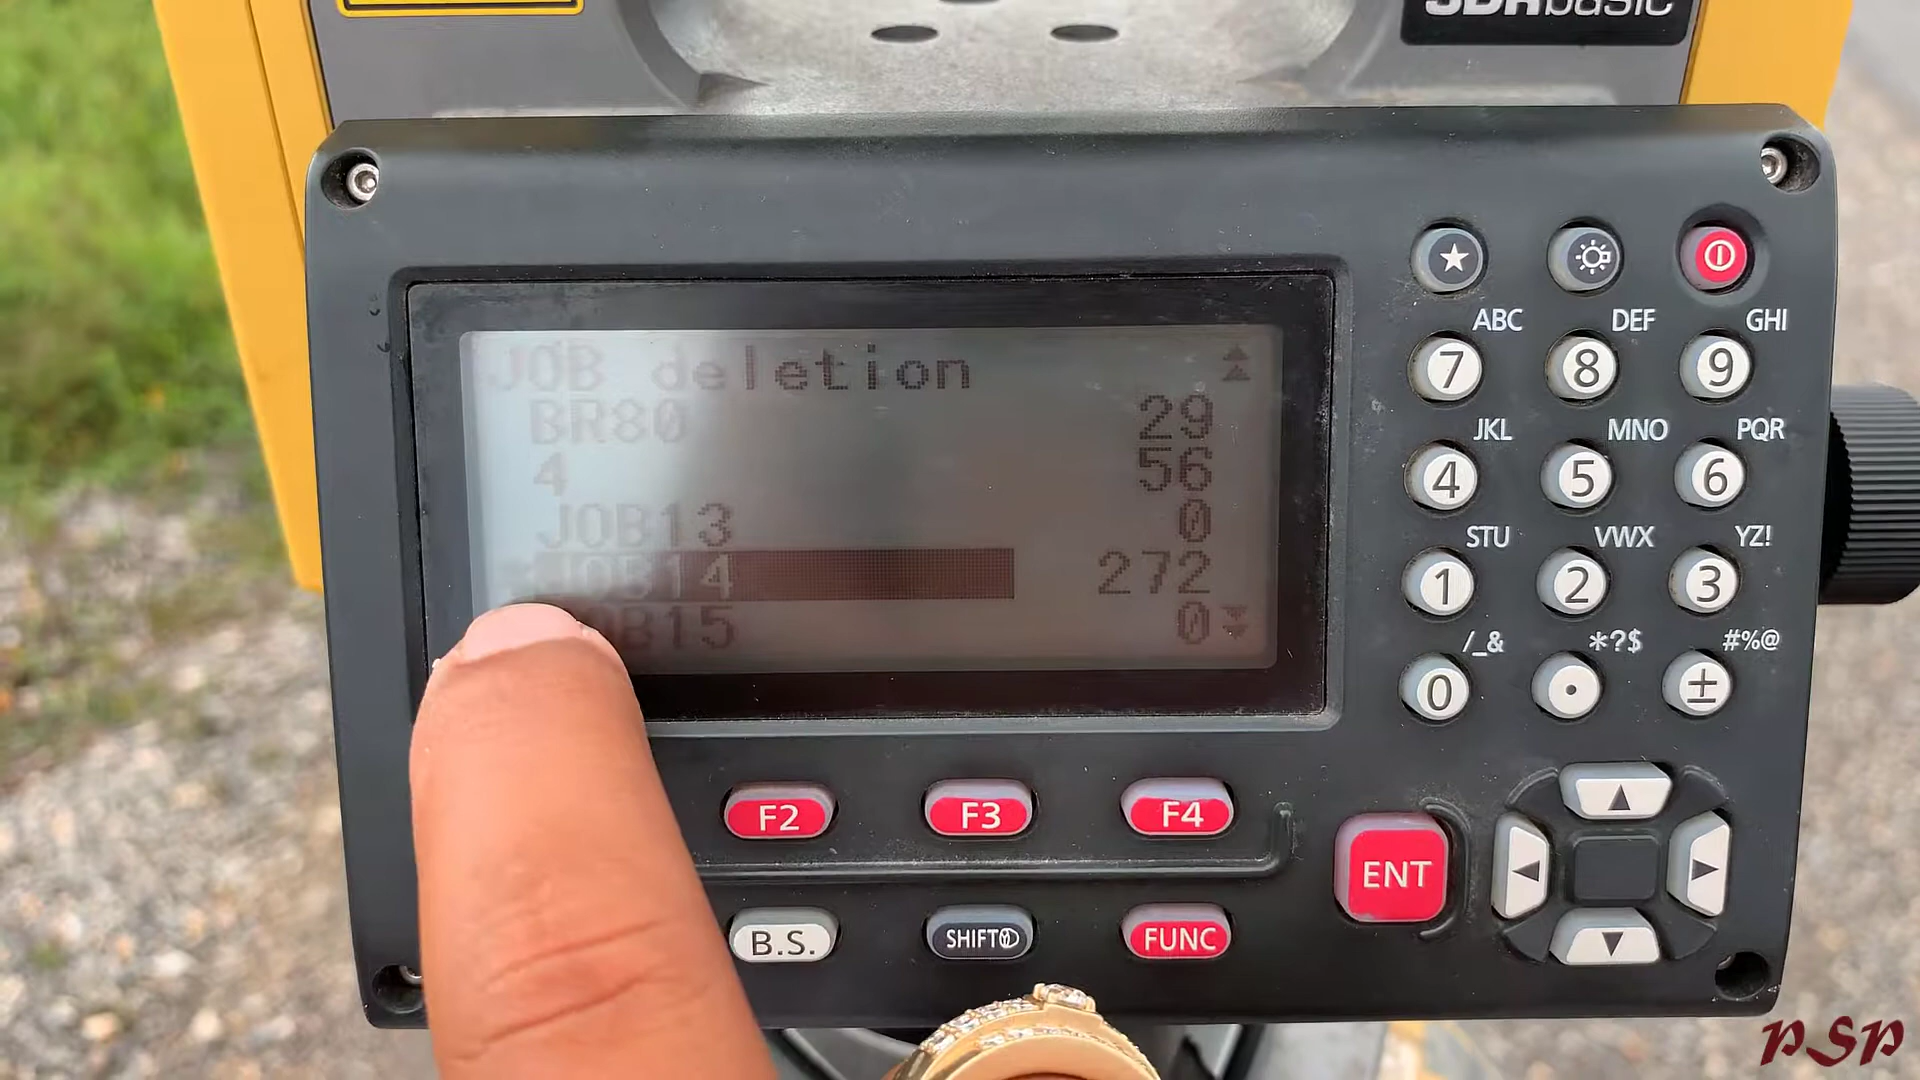 SDRbasic
JOB deletion
BR80 29
4 56
JOB13 0
JOB14 272
JOB15 0
ABC DEF GHI
7 8 9
JKL MNO PQR
4 5 6
STU VWX YZ!
1 2 3
/_& *?$ #%@
0 • ±
F2 F3 F4
ENT
B.S. SHIFT FUNC
PSP